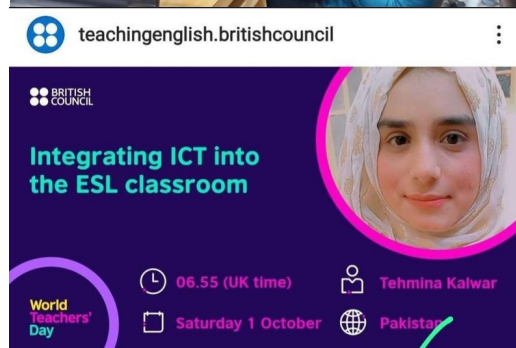 teachingenglish.britishcouncil
BRITISH
COUNCIL
Integrating ICT into
the ESL classroom
06.55 (UK time)
Tehmina Kalwar
Saturday 1 October
Pakistan
World
Teachers'
Day